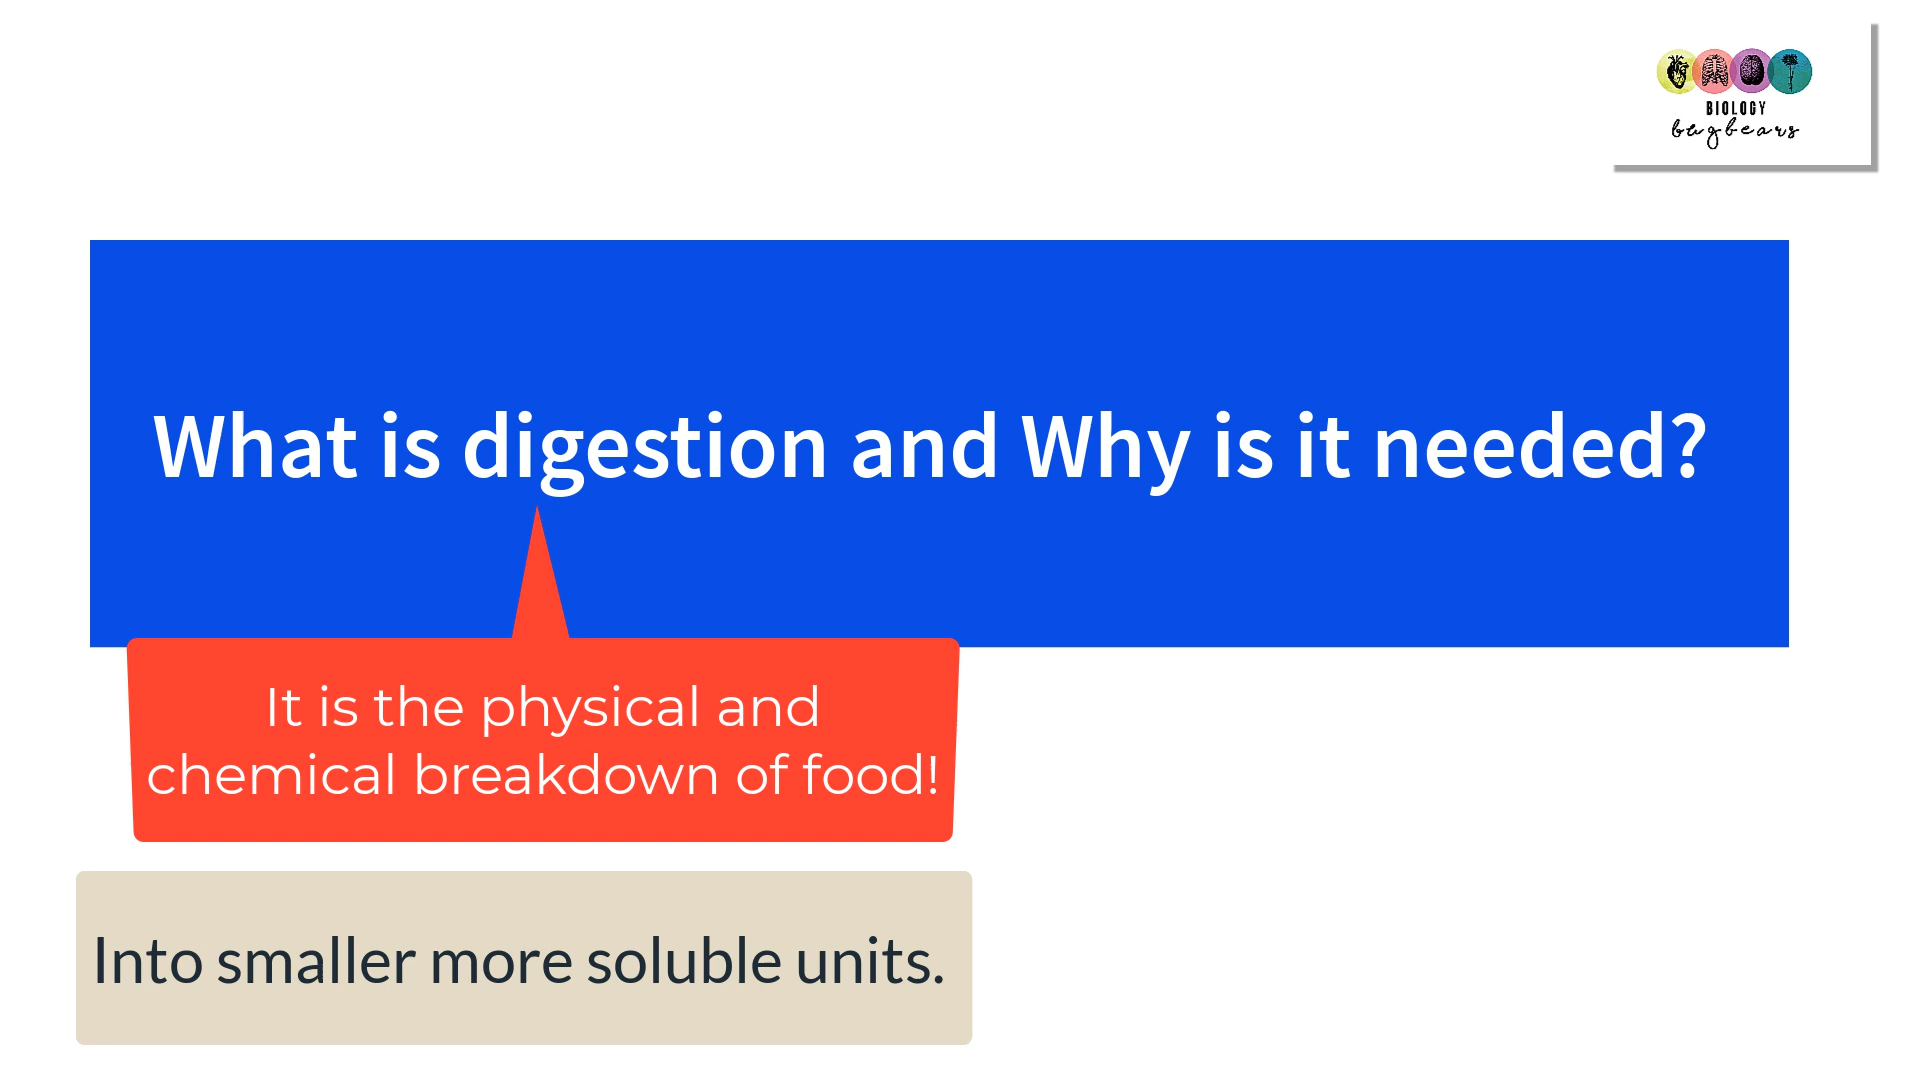 BIOLOGY
bugbears
What is digestion and Why is it needed?
It is the physical and
chemical breakdown of food!
Into smaller more soluble units.